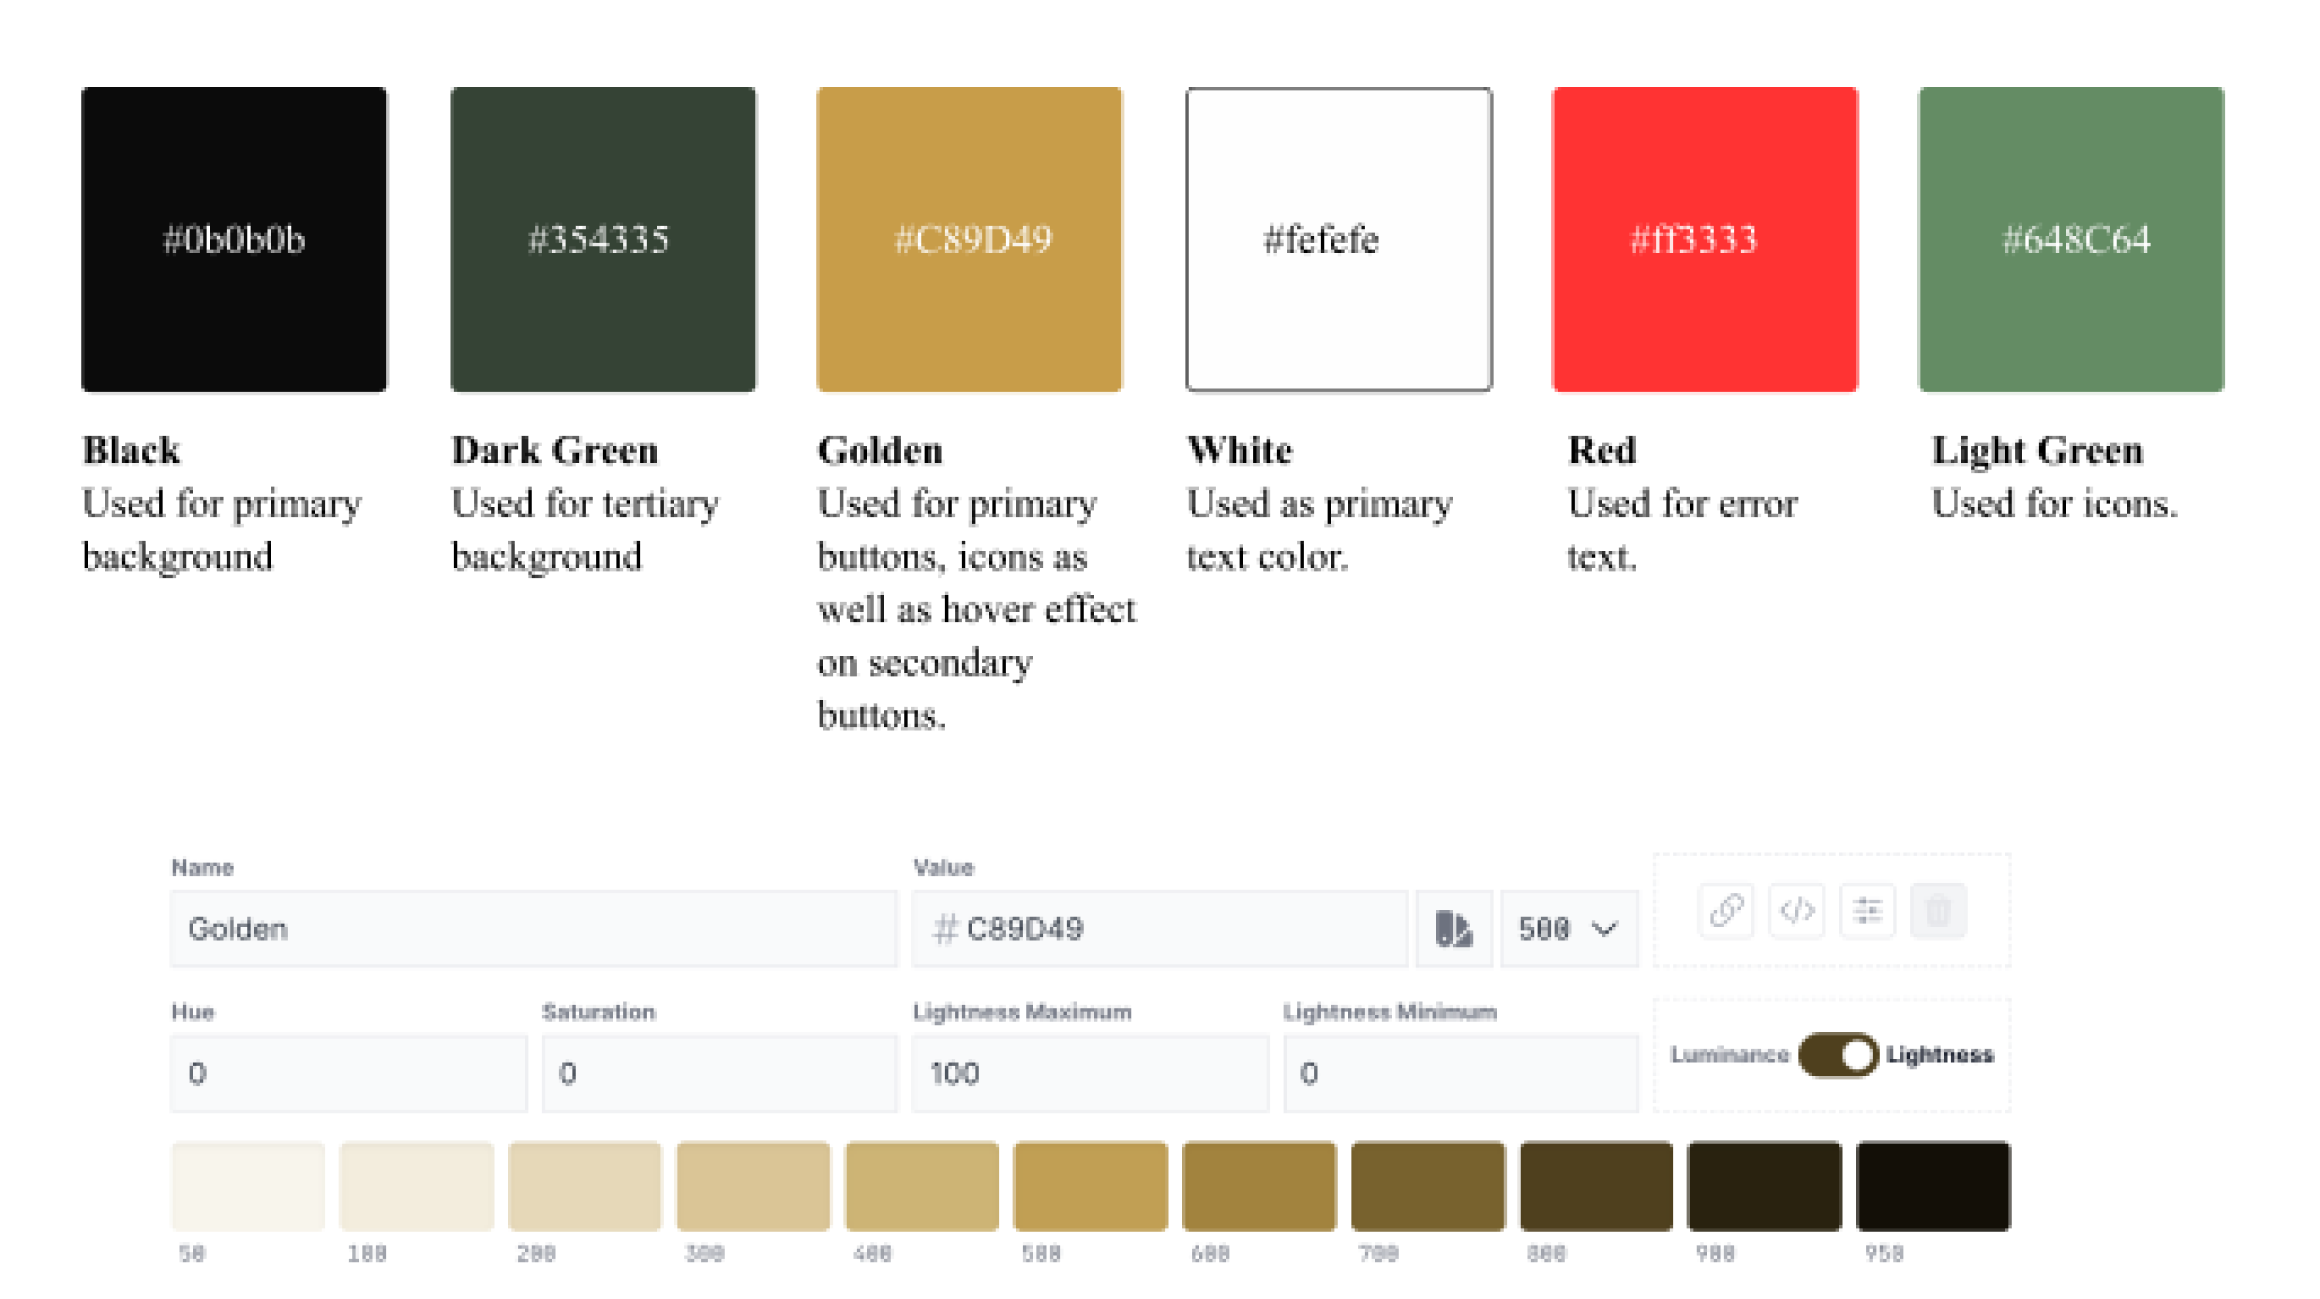 #0b0b0b
#354335
#C89D49
#fefefe
#ff3333
#648C64
Black
Used for primary
background
Dark Green
Used for tertiary
background
Golden
Used for primary
buttons, icons as
well as hover effect
on secondary
buttons.
White
Used as primary
text color.
Red
Used for error
text.
Light Green
Used for icons.
Name
Golden
Value
# C89D49
500
Hue
0
Saturation
0
Lightness Maximum
100
Lightness Minimum
0
Luminance Lightness
50 100 200 300 400 500 600 700 800 900 950